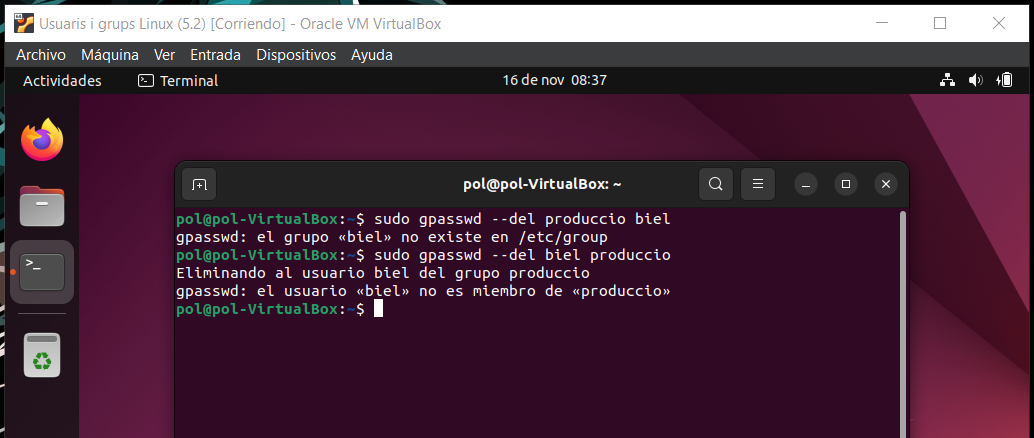 Usuaris i grups Linux (5.2) [Corriendo] - Oracle VM VirtualBox
Archivo Máquina Ver Entrada Dispositivos Ayuda
Actividades Terminal 16 de nov 08:37
pol@pol-VirtualBox: ~
pol@pol-VirtualBox:~$ sudo gpasswd --del produccio biel
gpasswd: el grupo «biel» no existe en /etc/group
pol@pol-VirtualBox:~$ sudo gpasswd --del biel produccio
Eliminando al usuario biel del grupo produccio
gpasswd: el usuario «biel» no es miembro de «produccio»
pol@pol-VirtualBox:~$